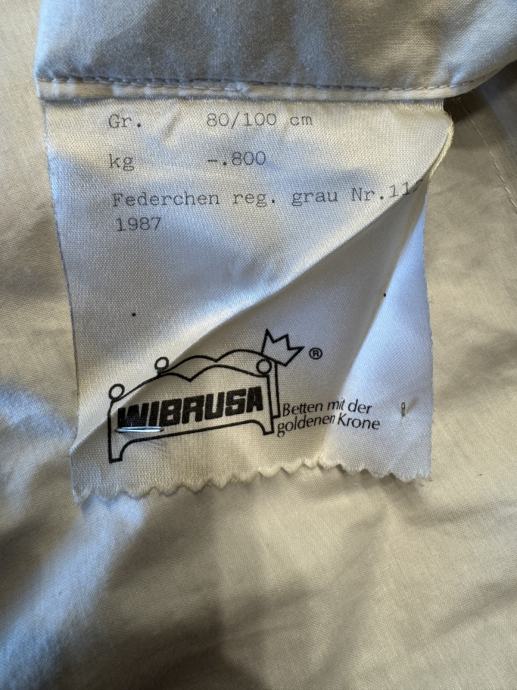 Gr. 80/100 cm
kg -.800
Federchen reg. grau Nr.11
1987
®
WIBRUSA
Betten mit der
goldenen Krone